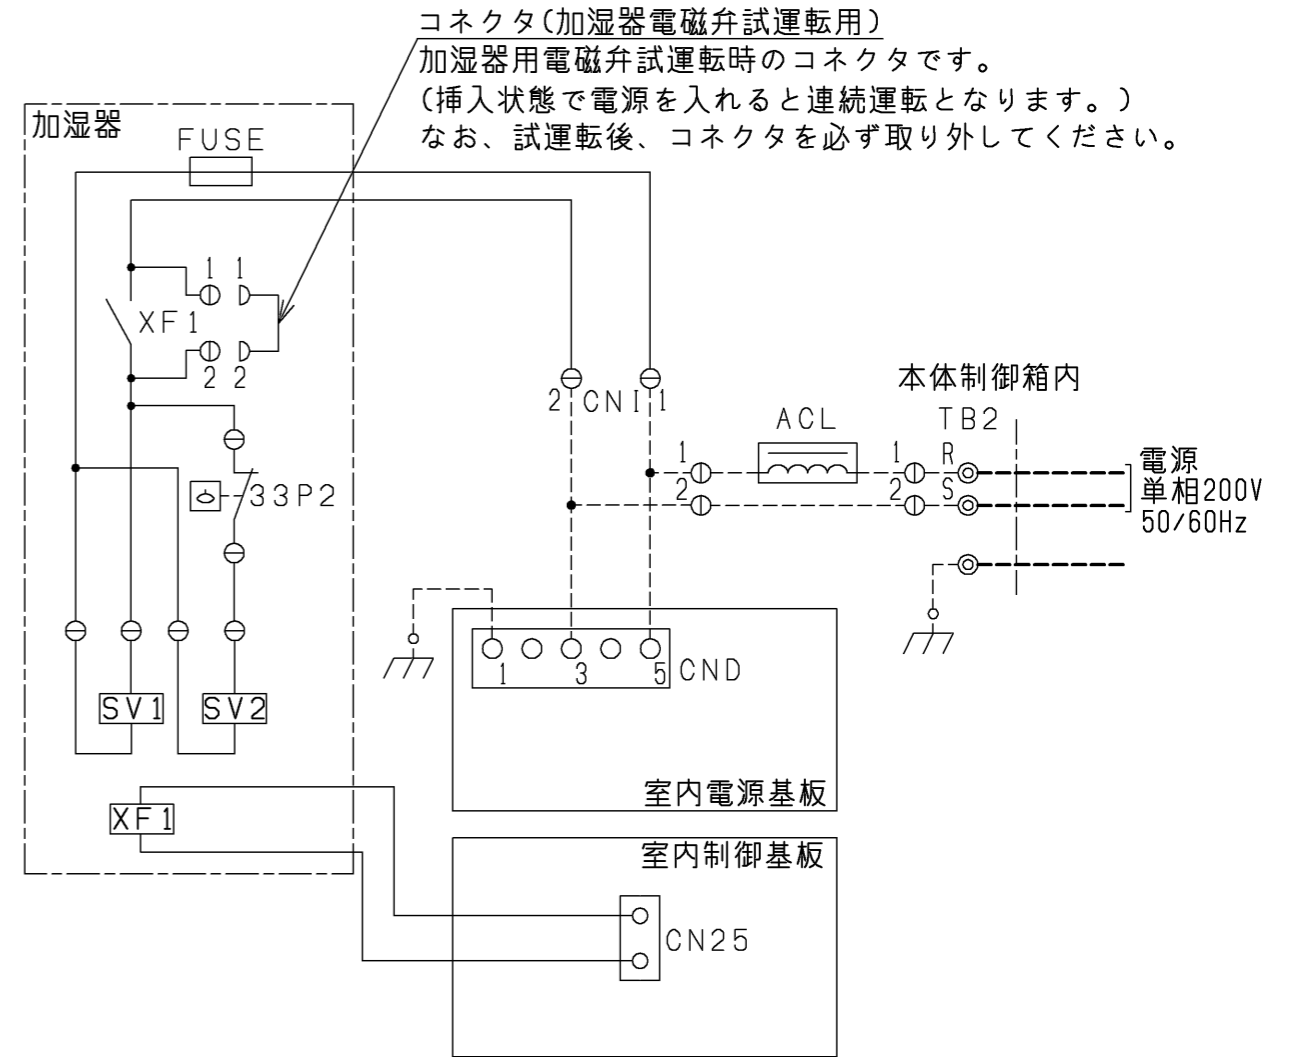 コネクタ(加湿器電磁弁試運転用)
加湿器用電磁弁試運転時のコネクタです。
(挿入状態で電源を入れると連続運転となります。)
なお、試運転後、コネクタを必ず取り外してください。
加湿器
FUSE
1 1
XF1
2 2
2 CNI 1
本体制御箱内
ACL
TB2
1 1 R
2 2 S
電源
単相200V
50/60Hz
33P2
1 3 5 CND
SV1 SV2
室内電源基板
XF1
室内制御基板
CN25